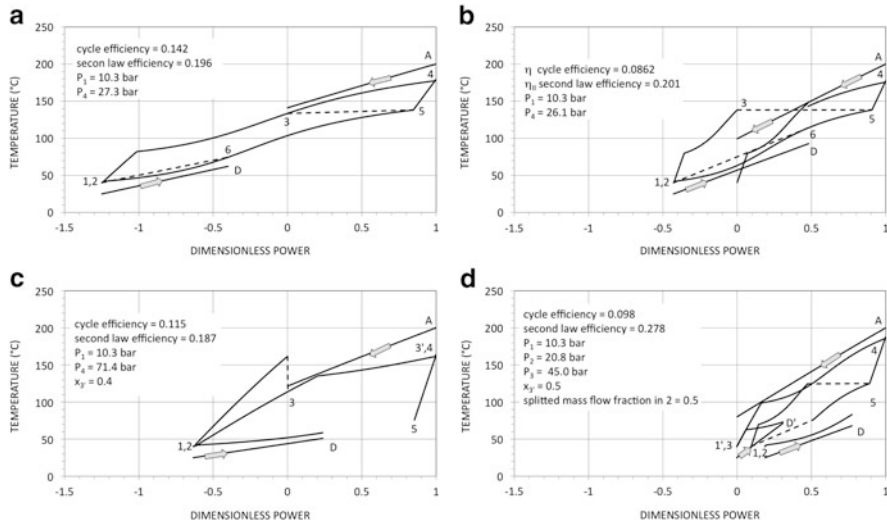 a
cycle efficiency = 0.142
secon law efficiency = 0.196
P1 = 10.3 bar
P4 = 27.3 bar
TEMPERATURE (°C)
250
200
150
100
50
0
-1.5
-1
-0.5
0
0.5
1
DIMENSIONLESS POWER
A
4
3
5
6
1,2
D
b
η cycle efficiency = 0.0862
ηII second law efficiency = 0.201
P1 = 10.3 bar
P4 = 26.1 bar
TEMPERATURE (°C)
250
200
150
100
50
0
-1.5
-1
-0.5
0
0.5
1
DIMENSIONLESS POWER
A
4
3
5
6
1,2
D
c
cycle efficiency = 0.115
second law efficiency = 0.187
P1 = 10.3 bar
P4 = 71.4 bar
x3' = 0.4
TEMPERATURE (°C)
250
200
150
100
50
0
-1.5
-1
-0.5
0
0.5
1
DIMENSIONLESS POWER
A
3',4
3
5
1,2
D
d
cycle efficiency = 0.098
second law efficiency = 0.278
P1 = 10.3 bar
P2 = 20.8 bar
P3 = 45.0 bar
x3' = 0.5
splitted mass flow fraction in 2 = 0.5
TEMPERATURE (°C)
250
200
150
100
50
0
-1.5
-1
-0.5
0
0.5
1
DIMENSIONLESS POWER
A
4
5
D'
1',3
1,2
D